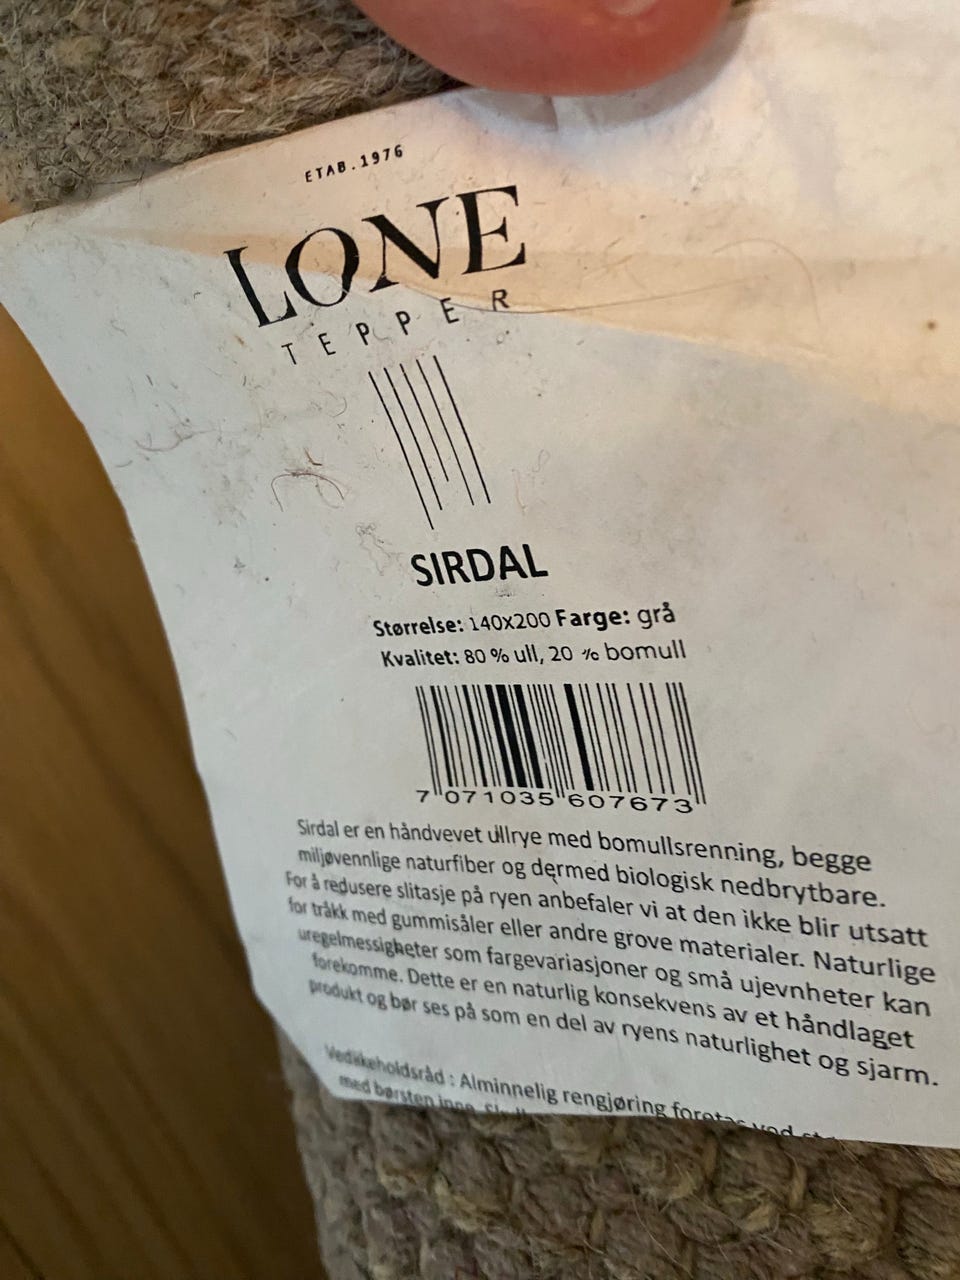 ETAB.1976
LONE
TEPPER
SIRDAL
Størrelse: 140x200 Farge: grå
Kvalitet: 80 % ull, 20 % bomull
7 071035 607673
Sirdal er en håndvevet ullrye med bomullsrenning, begge
miljøvennlige naturfiber og dermed biologisk nedbrytbare.
For å redusere slitasje på ryen anbefaler vi at den ikke blir utsatt
for tråkk med gummisåler eller andre grove materialer. Naturlige
uregelmessigheter som fargevariasjoner og små ujevnheter kan
forekomme. Dette er en naturlig konsekvens av et håndlaget
produkt og bør ses på som en del av ryens naturlighet og sjarm.
Vedlikeholdsråd : Alminnelig rengjøring foretas ved
med børsten inne.